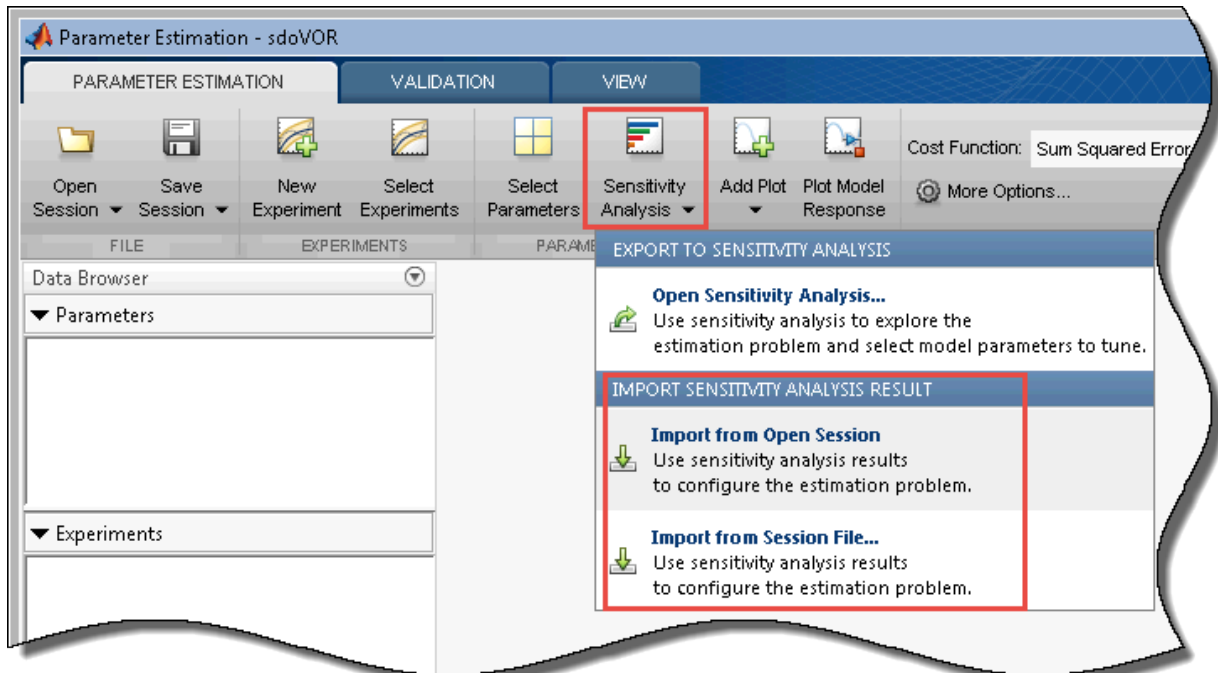 Parameter Estimation - sdoVOR
PARAMETER ESTIMATION
VALIDATION
VIEW
Open
Session
Save
Session
New
Experiment
Select
Experiments
Select
Parameters
Sensitivity
Analysis
Add Plot
Plot Model
Response
Cost Function: Sum Squared Error
More Options...
FILE
EXPERIMENTS
PARAME
EXPORT TO SENSITIVITY ANALYSIS
Open Sensitivity Analysis...
Use sensitivity analysis to explore the
estimation problem and select model parameters to tune.
IMPORT SENSITIVITY ANALYSIS RESULT
Import from Open Session
Use sensitivity analysis results
to configure the estimation problem.
Import from Session File...
Use sensitivity analysis results
to configure the estimation problem.
Data Browser
Parameters
Experiments